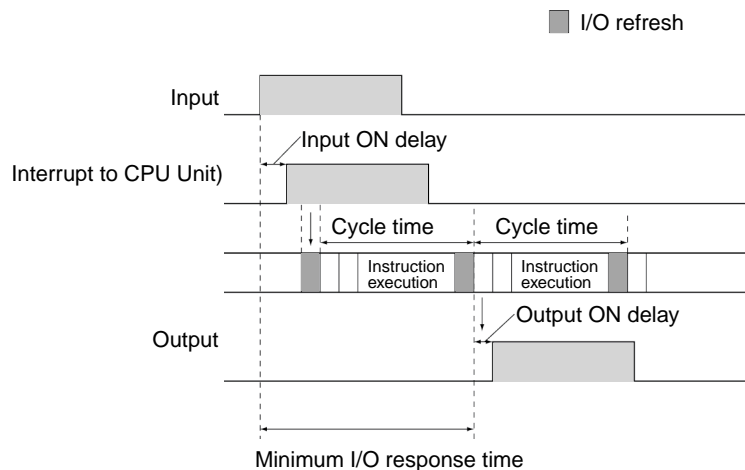 I/O refresh
Input
Input ON delay
Interrupt to CPU Unit)
Cycle time
Cycle time
Instruction
execution
Instruction
execution
Output ON delay
Output
Minimum I/O response time